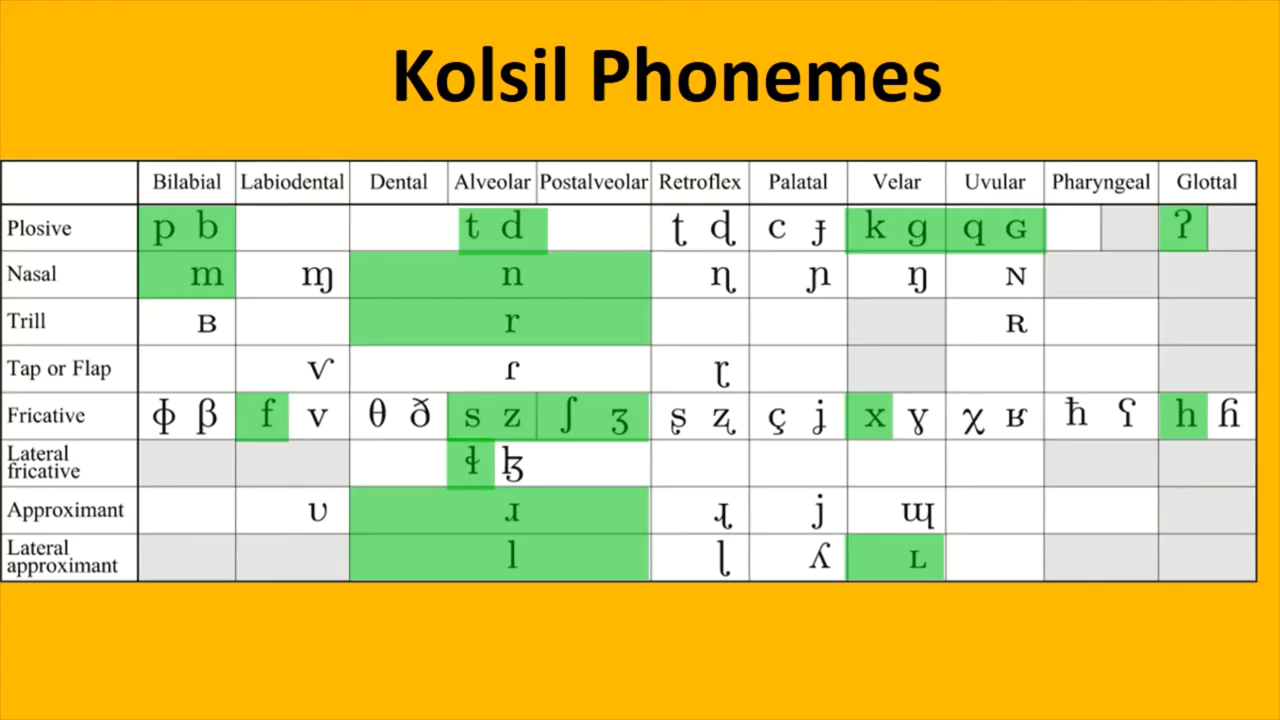 Kolsil Phonemes
Bilabial Labiodental Dental Alveolar Postalveolar Retroflex Palatal Velar Uvular Pharyngeal Glottal
Plosive p b t d ʈ ɖ c ɟ k g q ɢ ʔ
Nasal m ɱ n ɳ ɲ ŋ ɴ
Trill ʙ r ʀ
Tap or Flap ⱱ ɾ ɽ
Fricative ɸ β f v θ ð s z ʃ ʒ ʂ ʐ ç ʝ x ɣ χ ʁ ħ ʕ h ɦ
Lateral
fricative ɬ ɮ
Approximant ʋ ɹ ɻ j ɰ
Lateral
approximant l ɭ ʎ ʟ